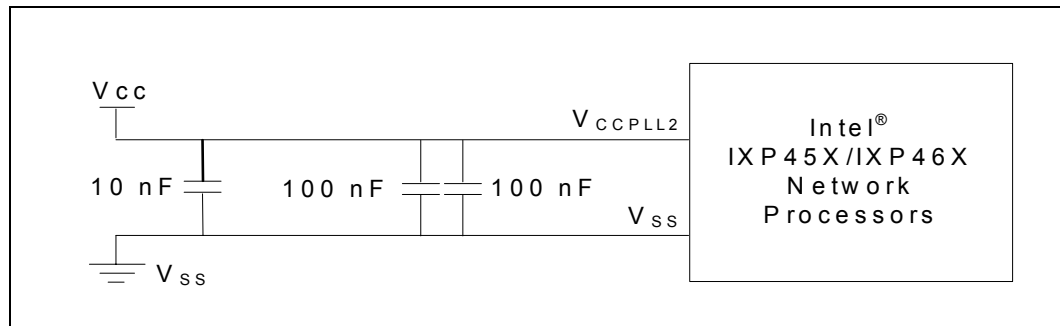 Vcc
VCCPLL2
Intel®
IXP45X/IXP46X
Network
Processors
10 nF
100 nF
100 nF
VSS
VSS